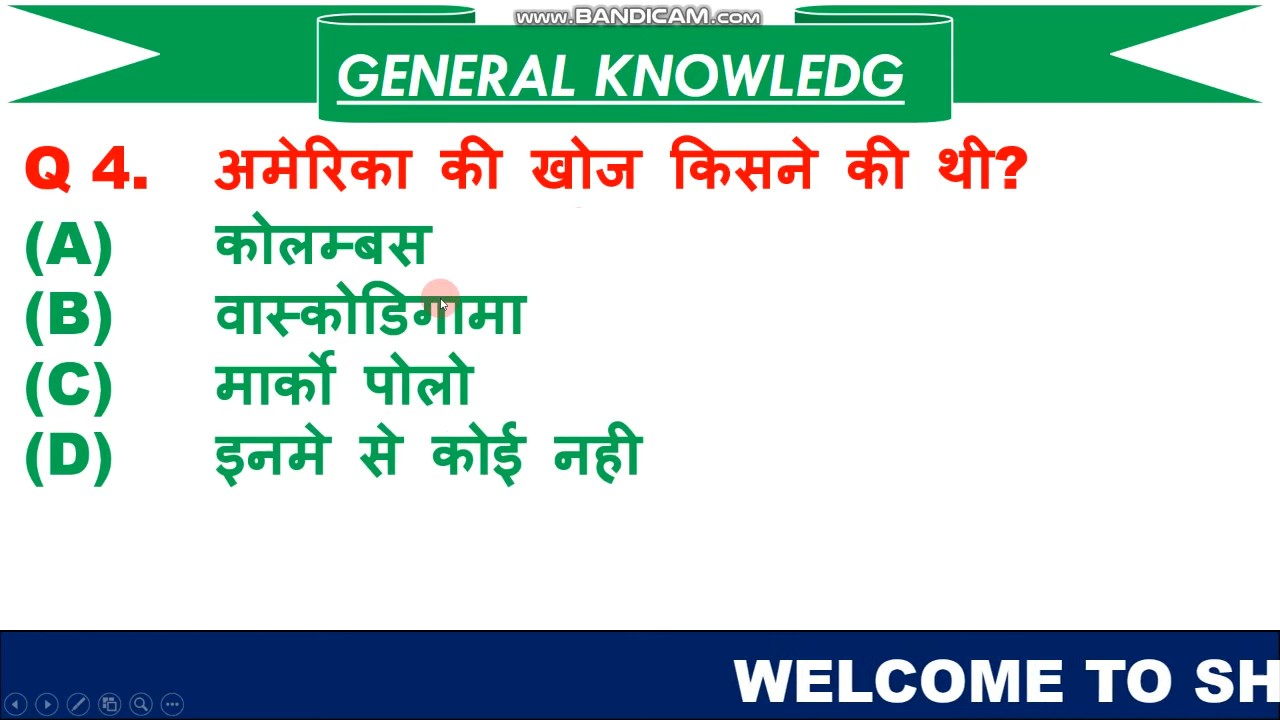 www.BANDICAM.com
GENERAL KNOWLEDG
Q 4. अमेरिका की खोज किसने की थी?
(A) कोलम्बस
(B) वास्कोडिगामा
(C) मार्को पोलो
(D) इनमे से कोई नही
WELCOME TO SH